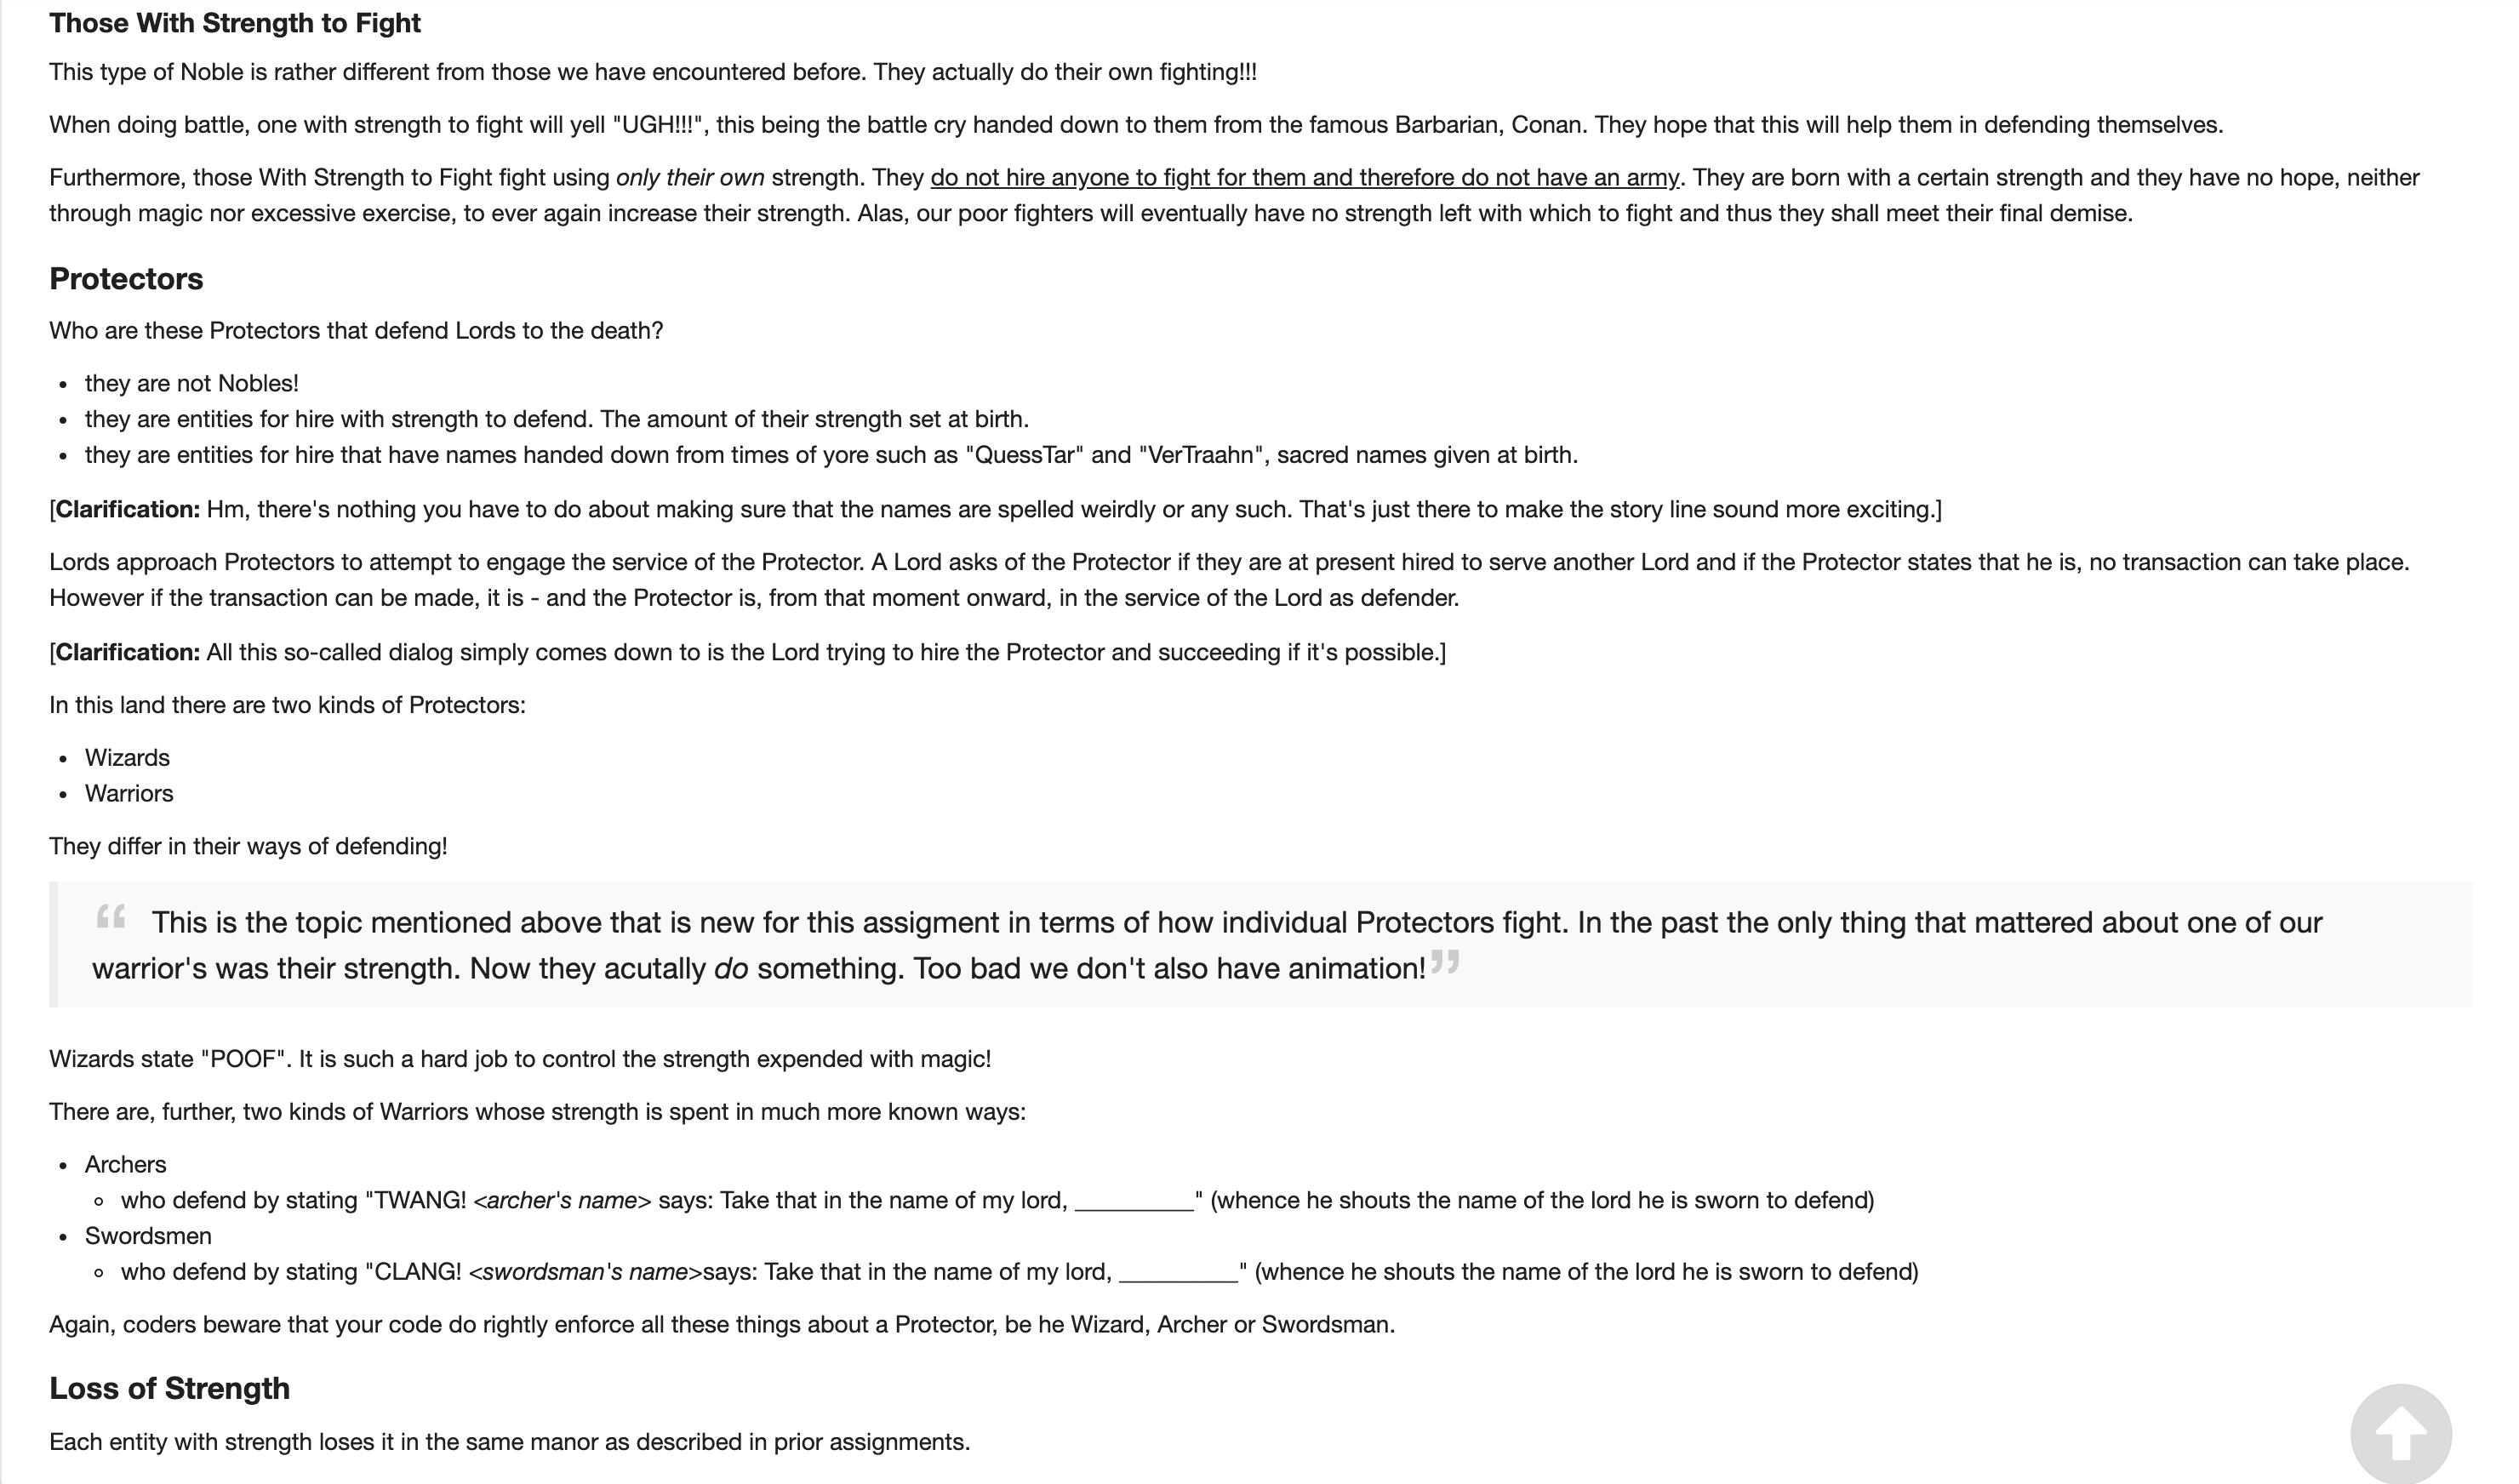 Those With Strength to Fight
This type of Noble is rather different from those we have encountered before. They actually do their own fighting!!!
When doing battle, one with strength to fight will yell "UGH!!!", this being the battle cry handed down to them from the famous Barbarian, Conan. They hope that this will help them in defending themselves.
Furthermore, those With Strength to Fight fight using only their own strength. They do not hire anyone to fight for them and therefore do not have an army. They are born with a certain strength and they have no hope, neither
through magic nor excessive exercise, to ever again increase their strength. Alas, our poor fighters will eventually have no strength left with which to fight and thus they shall meet their final demise.
Protectors
Who are these Protectors that defend Lords to the death?
• they are not Nobles!
• they are entities for hire with strength to defend. The amount of their strength set at birth.
• they are entities for hire that have names handed down from times of yore such as "QuessTar" and "VerTraahn", sacred names given at birth.
[Clarification: Hm, there's nothing you have to do about making sure that the names are spelled weirdly or any such. That's just there to make the story line sound more exciting.]
Lords approach Protectors to attempt to engage the service of the Protector. A Lord asks of the Protector if they are at present hired to serve another Lord and if the Protector states that he is, no transaction can take place.
However if the transaction can be made, it is - and the Protector is, from that moment onward, in the service of the Lord as defender.
[Clarification: All this so-called dialog simply comes down to is the Lord trying to hire the Protector and succeeding if it's possible.]
In this land there are two kinds of Protectors:
• Wizards
• Warriors
They differ in their ways of defending!
“ This is the topic mentioned above that is new for this assigment in terms of how individual Protectors fight. In the past the only thing that mattered about one of our
warrior's was their strength. Now they acutally do something. Too bad we don't also have animation!”
Wizards state "POOF". It is such a hard job to control the strength expended with magic!
There are, further, two kinds of Warriors whose strength is spent in much more known ways:
• Archers
◦ who defend by stating "TWANG! <archer's name> says: Take that in the name of my lord, _________" (whence he shouts the name of the lord he is sworn to defend)
• Swordsmen
◦ who defend by stating "CLANG! <swordsman's name>says: Take that in the name of my lord, _________" (whence he shouts the name of the lord he is sworn to defend)
Again, coders beware that your code do rightly enforce all these things about a Protector, be he Wizard, Archer or Swordsman.
Loss of Strength
Each entity with strength loses it in the same manor as described in prior assignments.